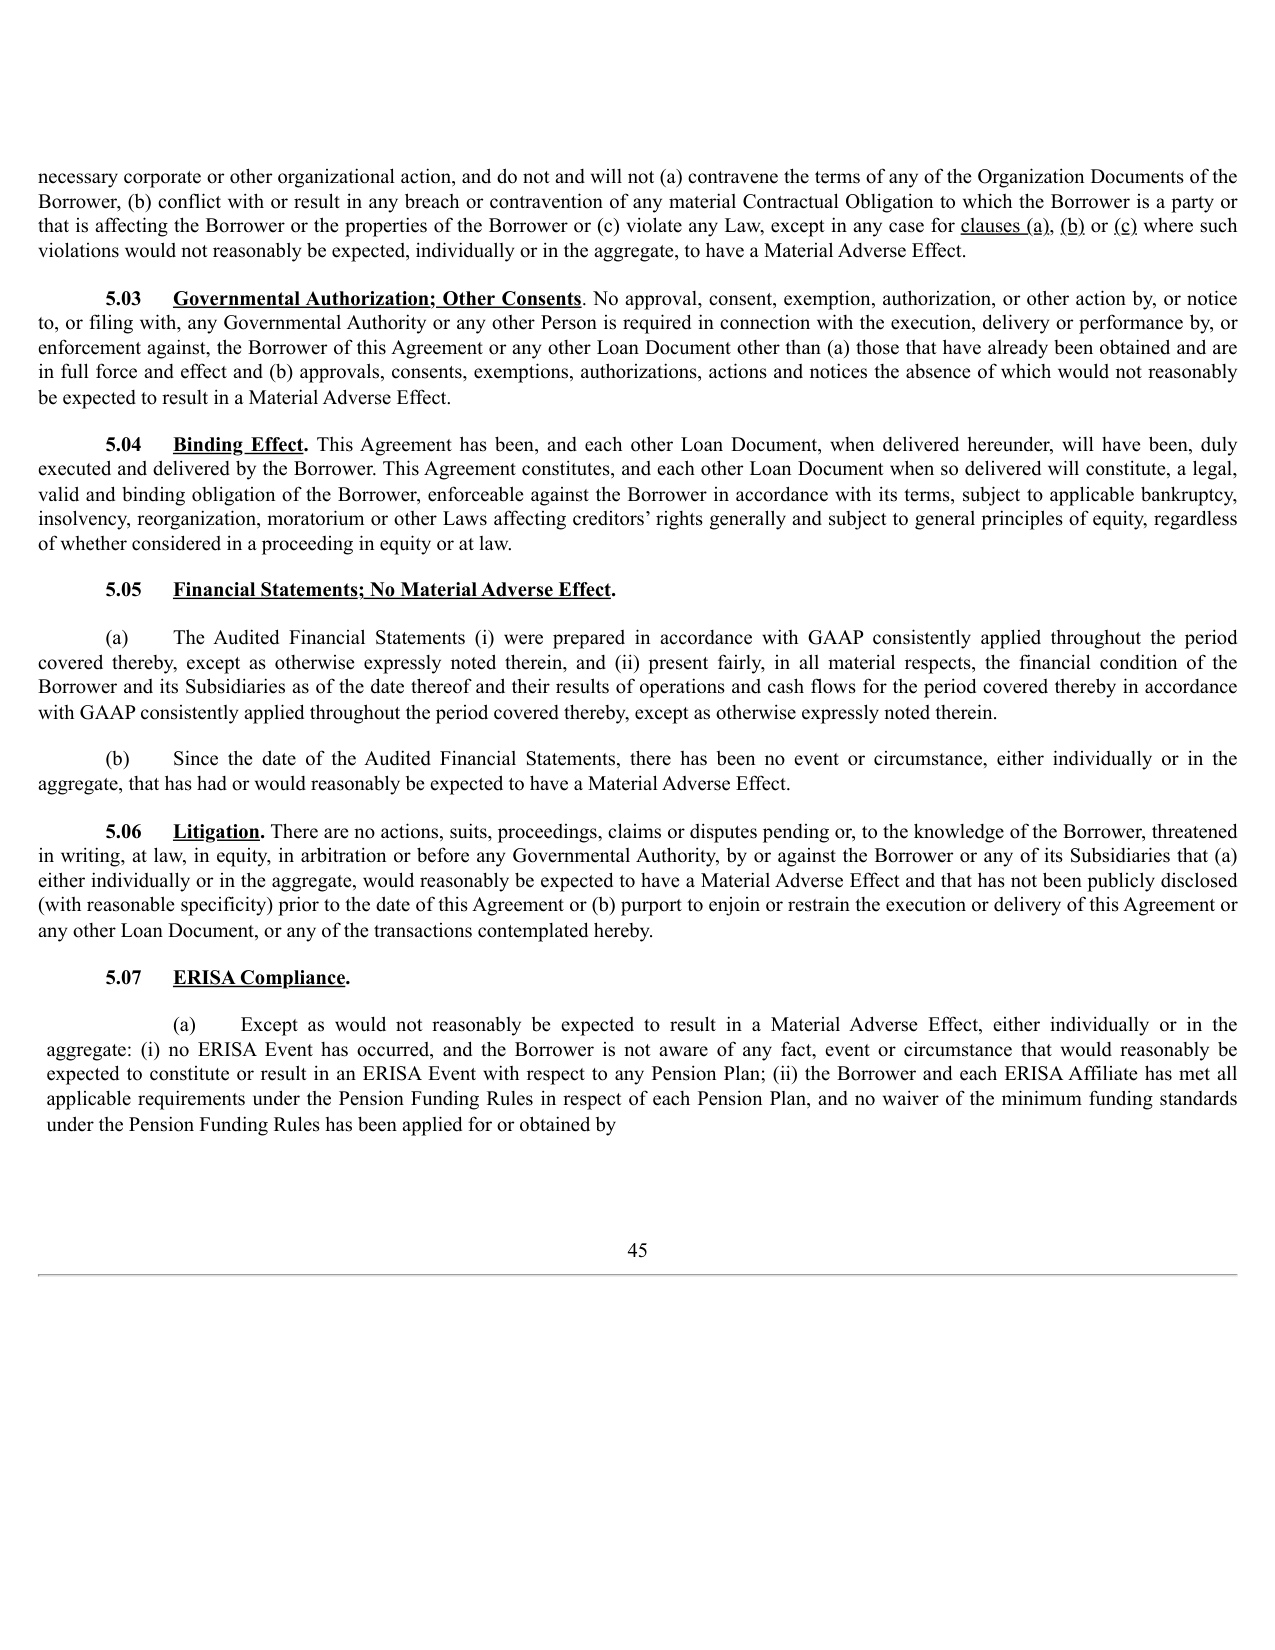 necessary corporate or other organizational action, and do not and will not (a) contravene the terms of any of the Organization Documents of the
Borrower, (b) conflict with or result in any breach or contravention of any material Contractual Obligation to which the Borrower is a party or
that is affecting the Borrower or the properties of the Borrower or (c) violate any Law, except in any case for clauses (a), (b) or (c) where such
violations would not reasonably be expected, individually or in the aggregate, to have a Material Adverse Effect.
5.03 Governmental Authorization; Other Consents. No approval, consent, exemption, authorization, or other action by, or notice
to, or filing with, any Governmental Authority or any other Person is required in connection with the execution, delivery or performance by, or
enforcement against, the Borrower of this Agreement or any other Loan Document other than (a) those that have already been obtained and are
in full force and effect and (b) approvals, consents, exemptions, authorizations, actions and notices the absence of which would not reasonably
be expected to result in a Material Adverse Effect.
5.04 Binding Effect. This Agreement has been, and each other Loan Document, when delivered hereunder, will have been, duly
executed and delivered by the Borrower. This Agreement constitutes, and each other Loan Document when so delivered will constitute, a legal,
valid and binding obligation of the Borrower, enforceable against the Borrower in accordance with its terms, subject to applicable bankruptcy,
insolvency, reorganization, moratorium or other Laws affecting creditors’ rights generally and subject to general principles of equity, regardless
of whether considered in a proceeding in equity or at law.
5.05 Financial Statements; No Material Adverse Effect.
(a) The Audited Financial Statements (i) were prepared in accordance with GAAP consistently applied throughout the period
covered thereby, except as otherwise expressly noted therein, and (ii) present fairly, in all material respects, the financial condition of the
Borrower and its Subsidiaries as of the date thereof and their results of operations and cash flows for the period covered thereby in accordance
with GAAP consistently applied throughout the period covered thereby, except as otherwise expressly noted therein.
(b) Since the date of the Audited Financial Statements, there has been no event or circumstance, either individually or in the
aggregate, that has had or would reasonably be expected to have a Material Adverse Effect.
5.06 Litigation. There are no actions, suits, proceedings, claims or disputes pending or, to the knowledge of the Borrower, threatened
in writing, at law, in equity, in arbitration or before any Governmental Authority, by or against the Borrower or any of its Subsidiaries that (a)
either individually or in the aggregate, would reasonably be expected to have a Material Adverse Effect and that has not been publicly disclosed
(with reasonable specificity) prior to the date of this Agreement or (b) purport to enjoin or restrain the execution or delivery of this Agreement or
any other Loan Document, or any of the transactions contemplated hereby.
5.07 ERISA Compliance.
(a) Except as would not reasonably be expected to result in a Material Adverse Effect, either individually or in the
aggregate: (i) no ERISA Event has occurred, and the Borrower is not aware of any fact, event or circumstance that would reasonably be
expected to constitute or result in an ERISA Event with respect to any Pension Plan; (ii) the Borrower and each ERISA Affiliate has met all
applicable requirements under the Pension Funding Rules in respect of each Pension Plan, and no waiver of the minimum funding standards
under the Pension Funding Rules has been applied for or obtained by
45